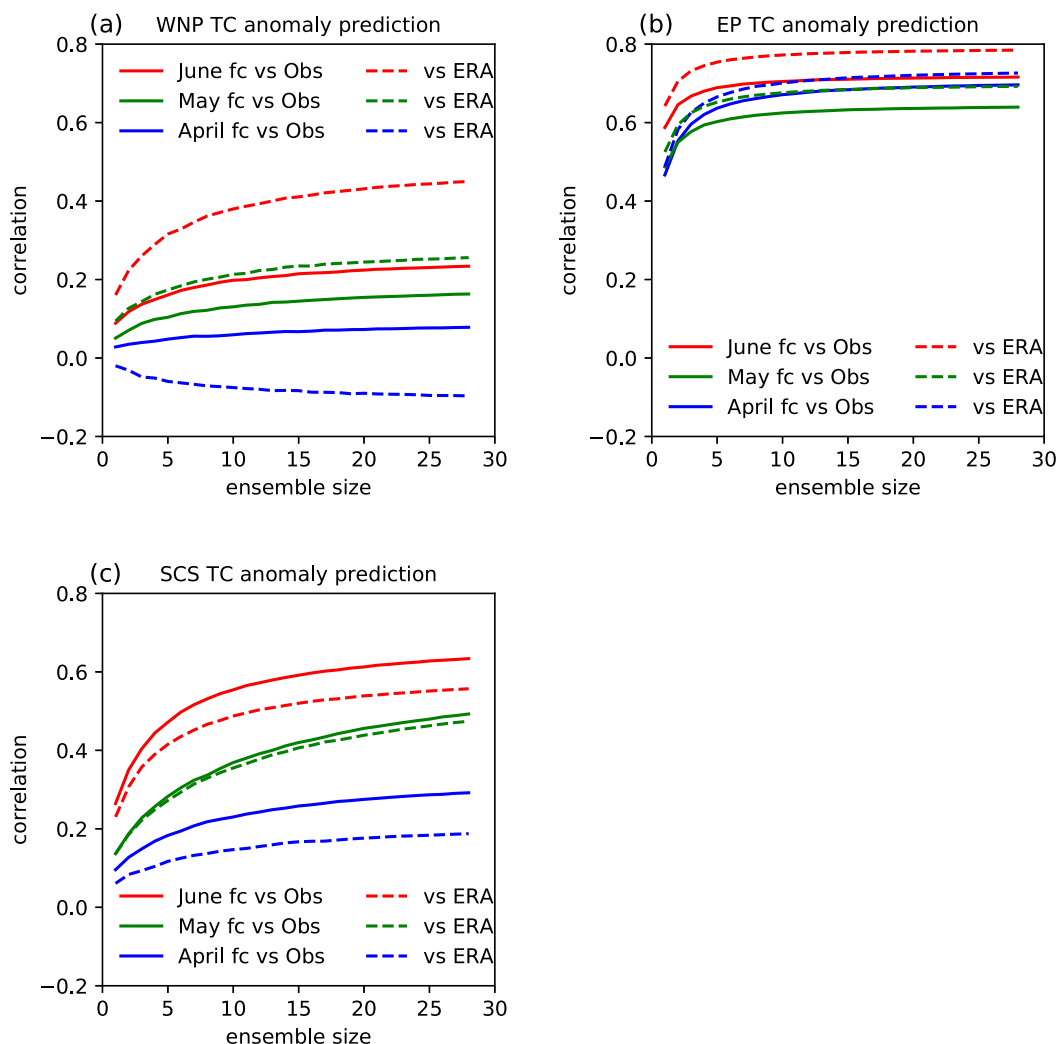 (a) WNP TC anomaly prediction
0.8
0.6
0.4
0.2
0.0
−0.2
correlation
June fc vs Obs vs ERA
May fc vs Obs vs ERA
April fc vs Obs vs ERA
0 5 10 15 20 25 30
ensemble size
(b) EP TC anomaly prediction
0.8
0.6
0.4
0.2
0.0
−0.2
correlation
June fc vs Obs vs ERA
May fc vs Obs vs ERA
April fc vs Obs vs ERA
0 5 10 15 20 25 30
ensemble size
(c) SCS TC anomaly prediction
0.8
0.6
0.4
0.2
0.0
−0.2
correlation
June fc vs Obs vs ERA
May fc vs Obs vs ERA
April fc vs Obs vs ERA
0 5 10 15 20 25 30
ensemble size